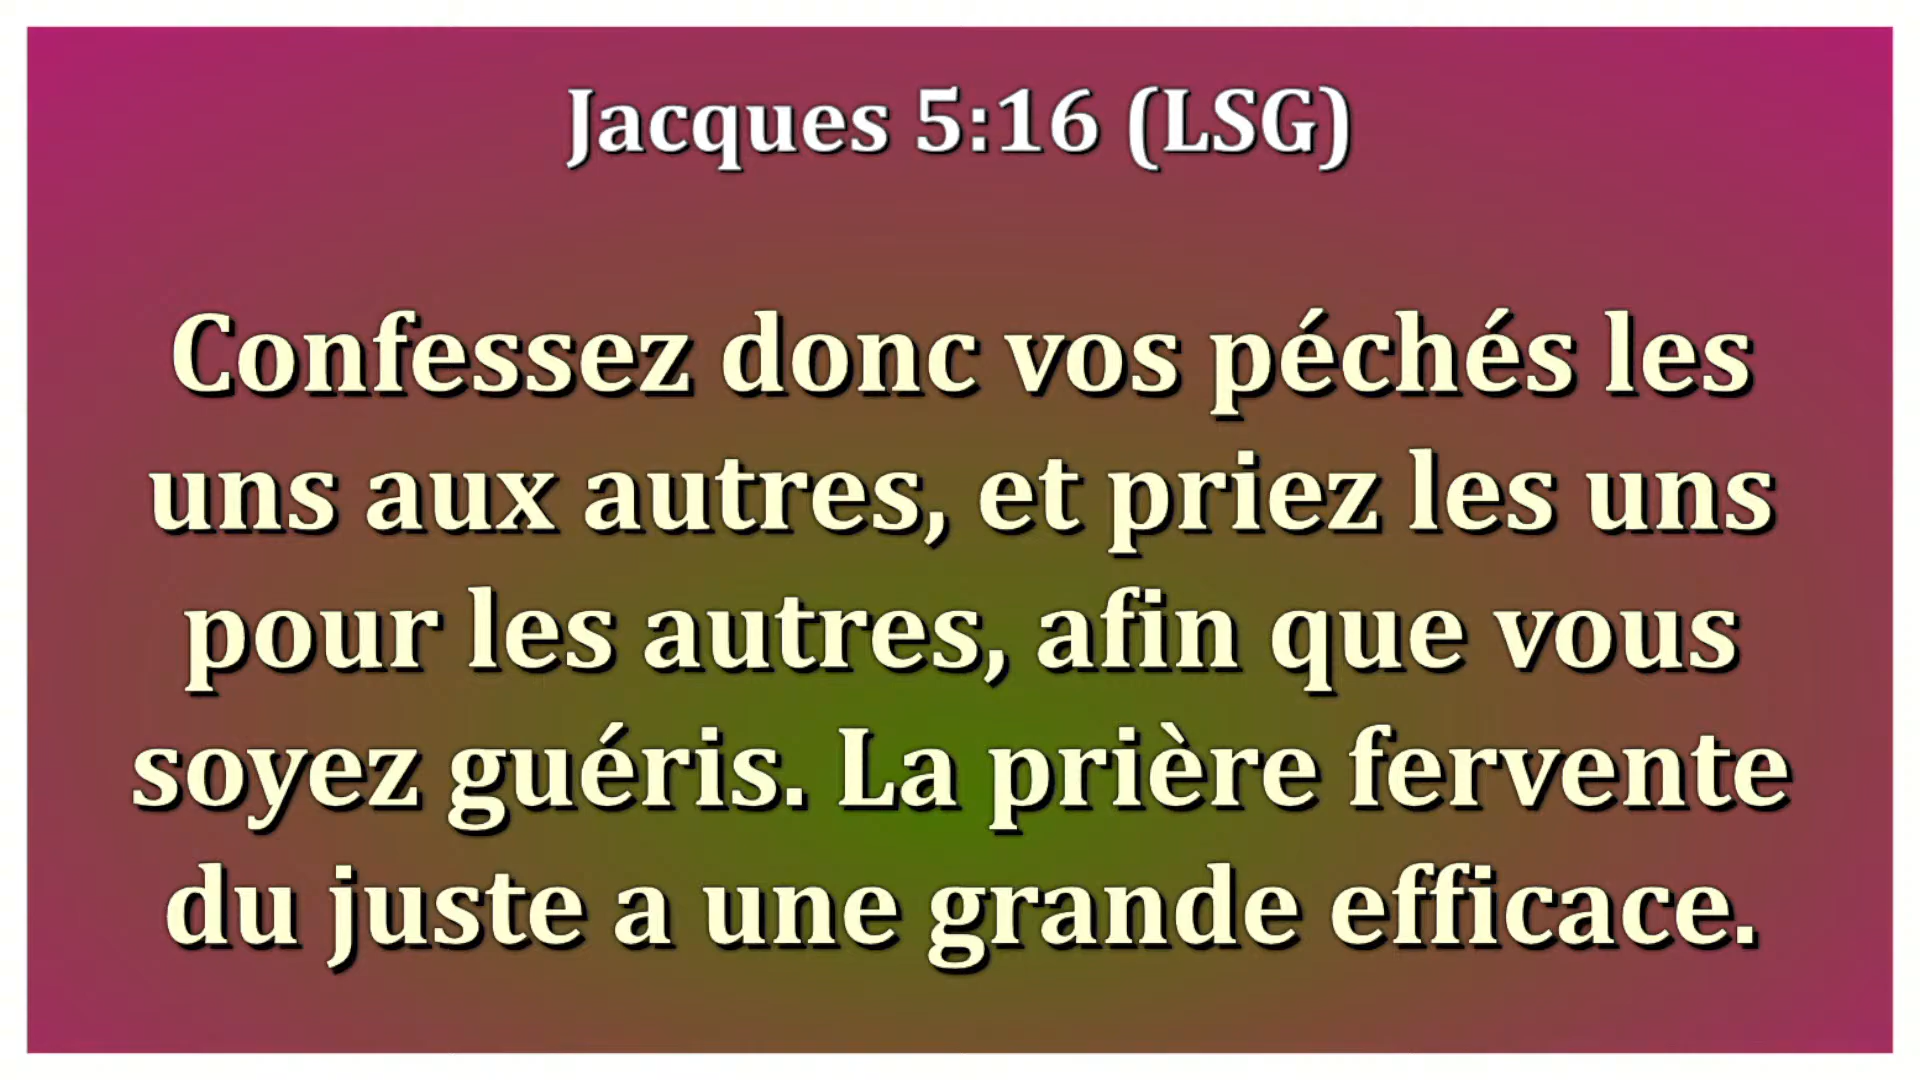 Jacques 5:16 (LSG)
Confessez donc vos péchés les
uns aux autres, et priez les uns
pour les autres, afin que vous
soyez guéris. La prière fervente
du juste a une grande efficace.